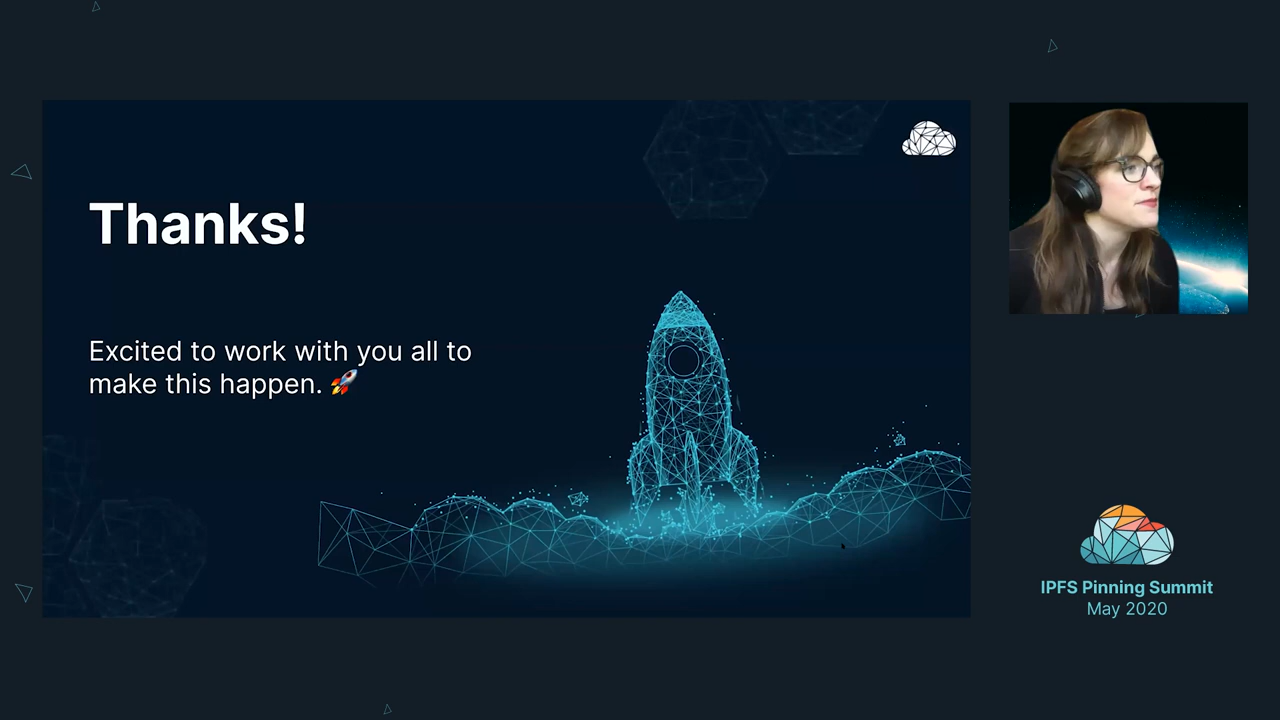 Thanks!
Excited to work with you all to
make this happen. 🚀
IPFS Pinning Summit
May 2020